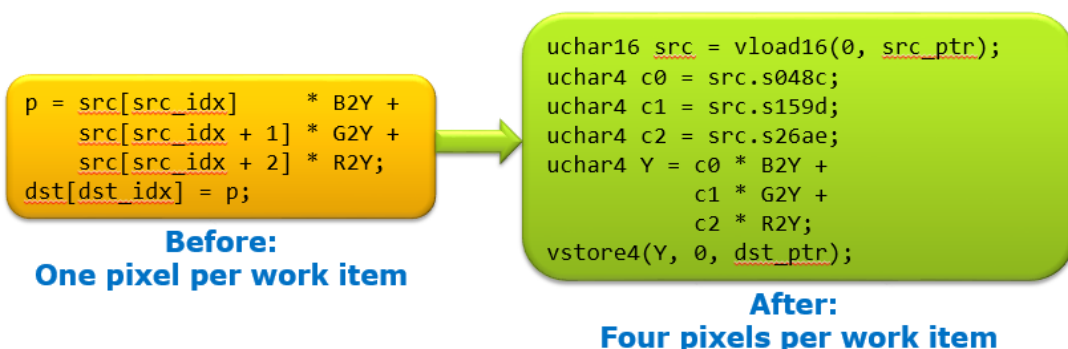 p = src[src_idx]     * B2Y +
    src[src_idx + 1] * G2Y +
    src[src_idx + 2] * R2Y;
dst[dst_idx] = p;
Before:
One pixel per work item
uchar16 src = vload16(0, src_ptr);
uchar4 c0 = src.s048c;
uchar4 c1 = src.s159d;
uchar4 c2 = src.s26ae;
uchar4 Y = c0 * B2Y +
           c1 * G2Y +
           c2 * R2Y;
vstore4(Y, 0, dst_ptr);
After:
Four pixels per work item